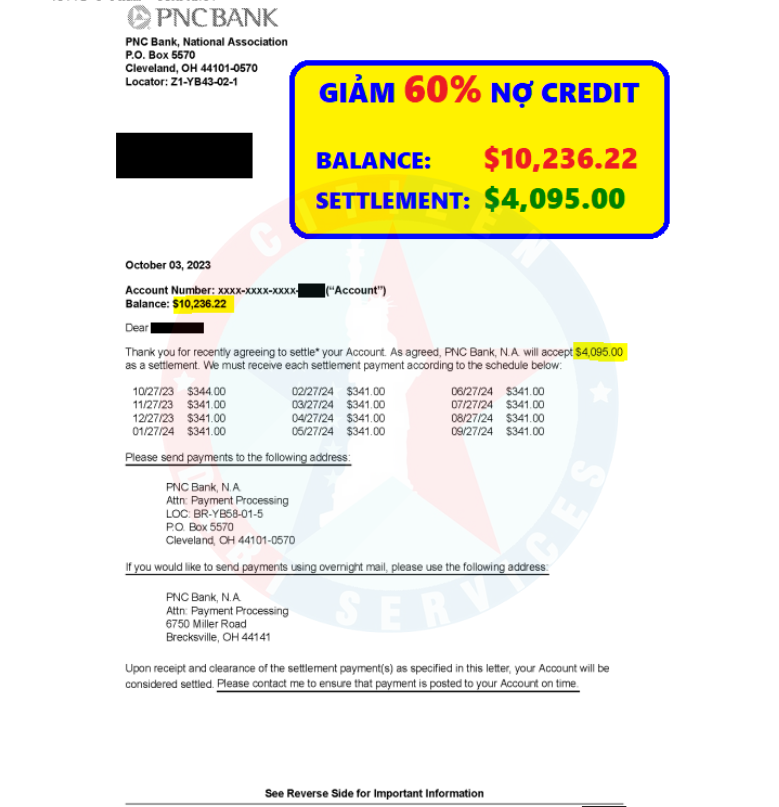 PNC BANK
PNC Bank, National Association
P.O. Box 5570
Cleveland, OH 44101-0570
Locator: Z1-YB43-02-1
GIẢM 60% NỢ CREDIT
BALANCE: $10,236.22
SETTLEMENT: $4,095.00
October 03, 2023
Account Number: xxxx-xxxx-xxxx- ("Account")
Balance: $10,236.22
Dear
Thank you for recently agreeing to settle* your Account. As agreed, PNC Bank, N.A. will accept $4,095.00
as a settlement. We must receive each settlement payment according to the schedule below:
10/27/23 $344.00 02/27/24 $341.00 06/27/24 $341.00
11/27/23 $341.00 03/27/24 $341.00 07/27/24 $341.00
12/27/23 $341.00 04/27/24 $341.00 08/27/24 $341.00
01/27/24 $341.00 05/27/24 $341.00 09/27/24 $341.00
Please send payments to the following address:
PNC Bank, N.A.
Attn: Payment Processing
LOC: BR-YB58-01-5
P.O. Box 5570
Cleveland, OH 44101-0570
If you would like to send payments using overnight mail, please use the following address:
PNC Bank, N.A.
Attn: Payment Processing
6750 Miller Road
Brecksville, OH 44141
Upon receipt and clearance of the settlement payment(s) as specified in this letter, your Account will be
considered settled. Please contact me to ensure that payment is posted to your Account on time.
See Reverse Side for Important Information
CITIZEN
SERVICES